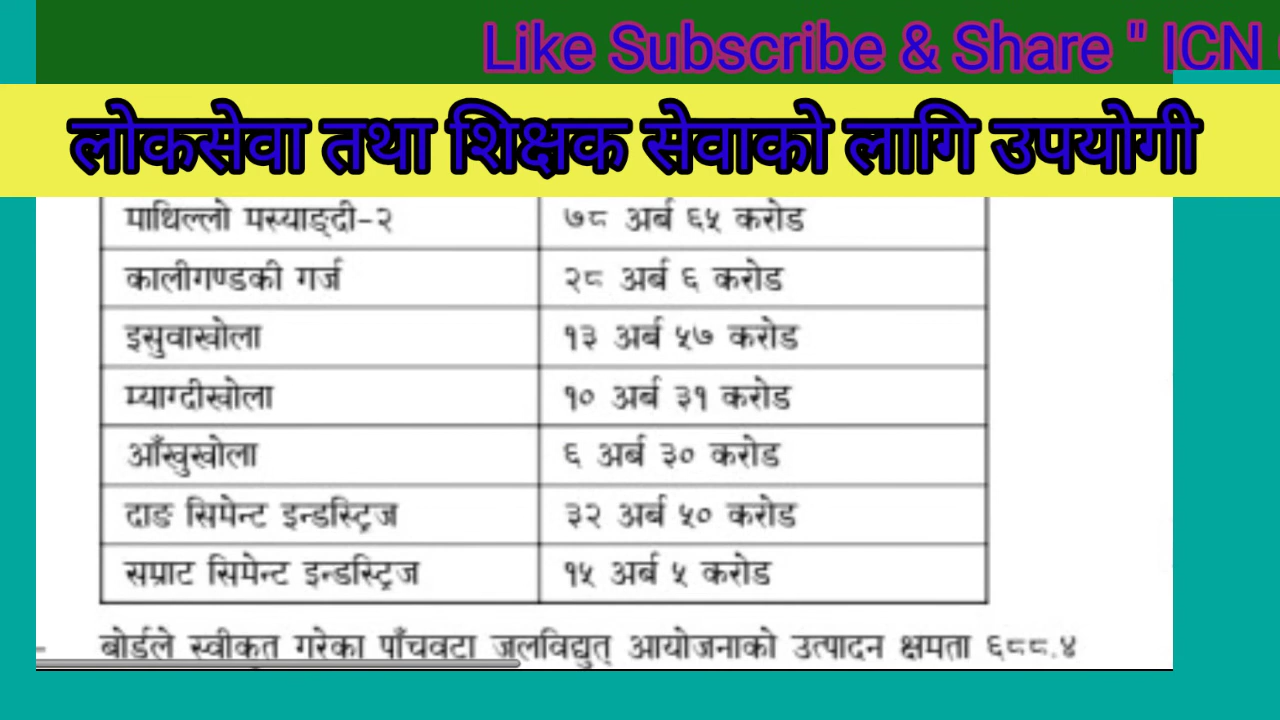 Like Subscribe & Share " ICN
लोकसेवा तथा शिक्षक सेवाको लागि उपयोगी
माथिल्लो मर्स्याङ्दी-२ ७८ अर्ब ६५ करोड
कालीगण्डकी गर्ज २८ अर्ब ६ करोड
इसुवाखोला १३ अर्ब ५७ करोड
म्याग्दीखोला १० अर्ब ३१ करोड
आँखुखोला ६ अर्ब ३० करोड
दाङ सिमेन्ट इन्डस्ट्रिज ३२ अर्ब ५० करोड
सम्राट सिमेन्ट इन्डस्ट्रिज १५ अर्ब ५ करोड
बोर्डले स्वीकृत गरेका पाँचवटा जलविद्युत् आयोजनाको उत्पादन क्षमता ६८८.४